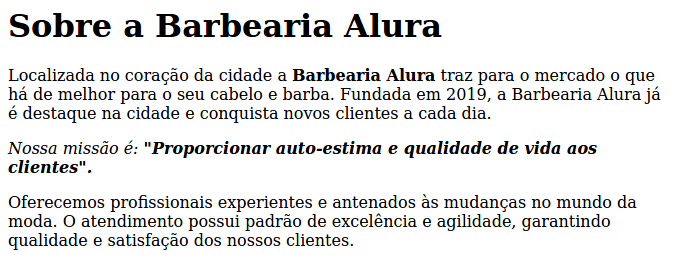 Sobre a Barbearia Alura
Localizada no coração da cidade a Barbearia Alura traz para o mercado o que
há de melhor para o seu cabelo e barba. Fundada em 2019, a Barbearia Alura já
é destaque na cidade e conquista novos clientes a cada dia.
Nossa missão é: "Proporcionar auto-estima e qualidade de vida aos
clientes".
Oferecemos profissionais experientes e antenados às mudanças no mundo da
moda. O atendimento possui padrão de excelência e agilidade, garantindo
qualidade e satisfação dos nossos clientes.